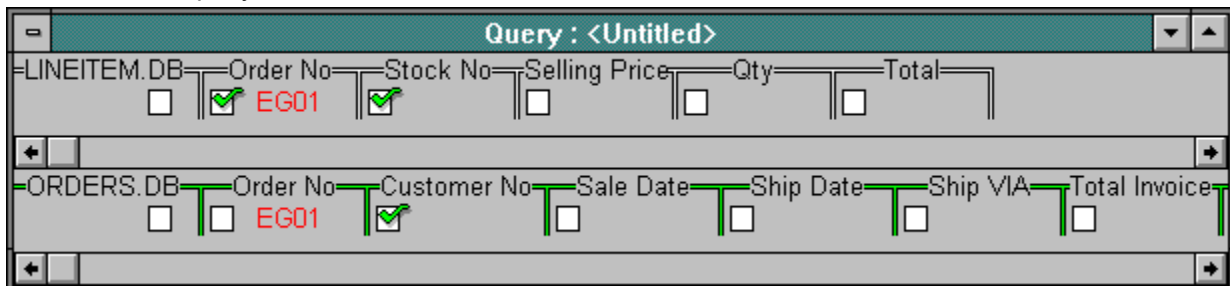 Query : <Untitled>
LINEITEM.DB Order No Stock No Selling Price Qty Total
EG01
ORDERS.DB Order No Customer No Sale Date Ship Date Ship VIA Total Invoice
EG01